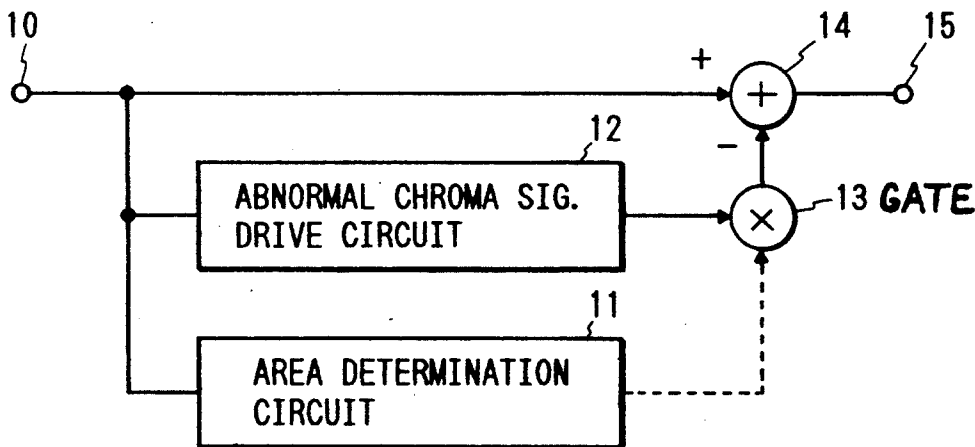 10
14
15
+
+
12
-
ABNORMAL CHROMA SIG.
DRIVE CIRCUIT
×
13 GATE
11
AREA DETERMINATION
CIRCUIT